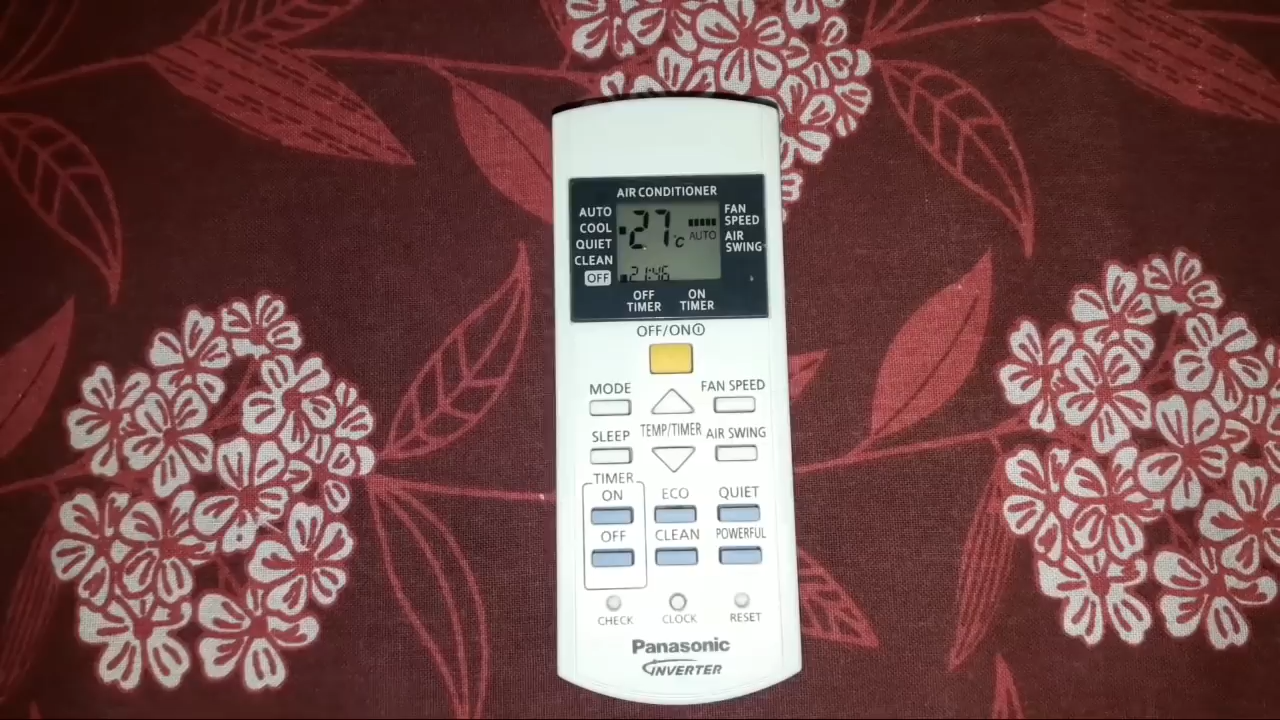 AIR CONDITIONER
AUTO
COOL
QUIET
CLEAN
OFF
27°C
AUTO
21:46
FAN
SPEED
AIR
SWING
OFF
TIMER
ON
TIMER
OFF/ON
MODE
FAN SPEED
SLEEP
TEMP/TIMER
AIR SWING
TIMER
ON
ECO
QUIET
OFF
CLEAN
POWERFUL
CHECK
CLOCK
RESET
Panasonic
INVERTER